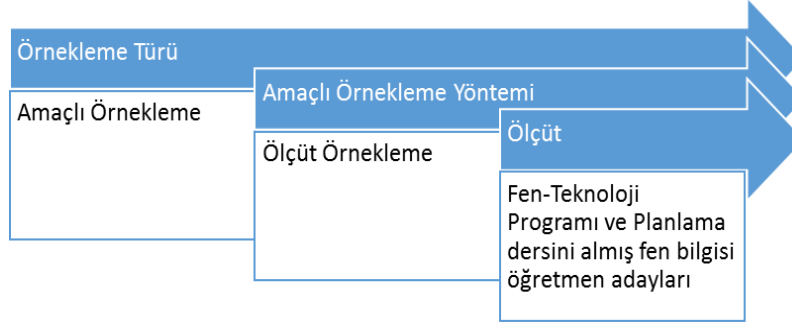 Örnekleme Türü
Amaçlı Örnekleme
Amaçlı Örnekleme Yöntemi
Ölçüt Örnekleme
Ölçüt
Fen-Teknoloji
Programı ve Planlama
dersini almış fen bilgisi
öğretmen adayları